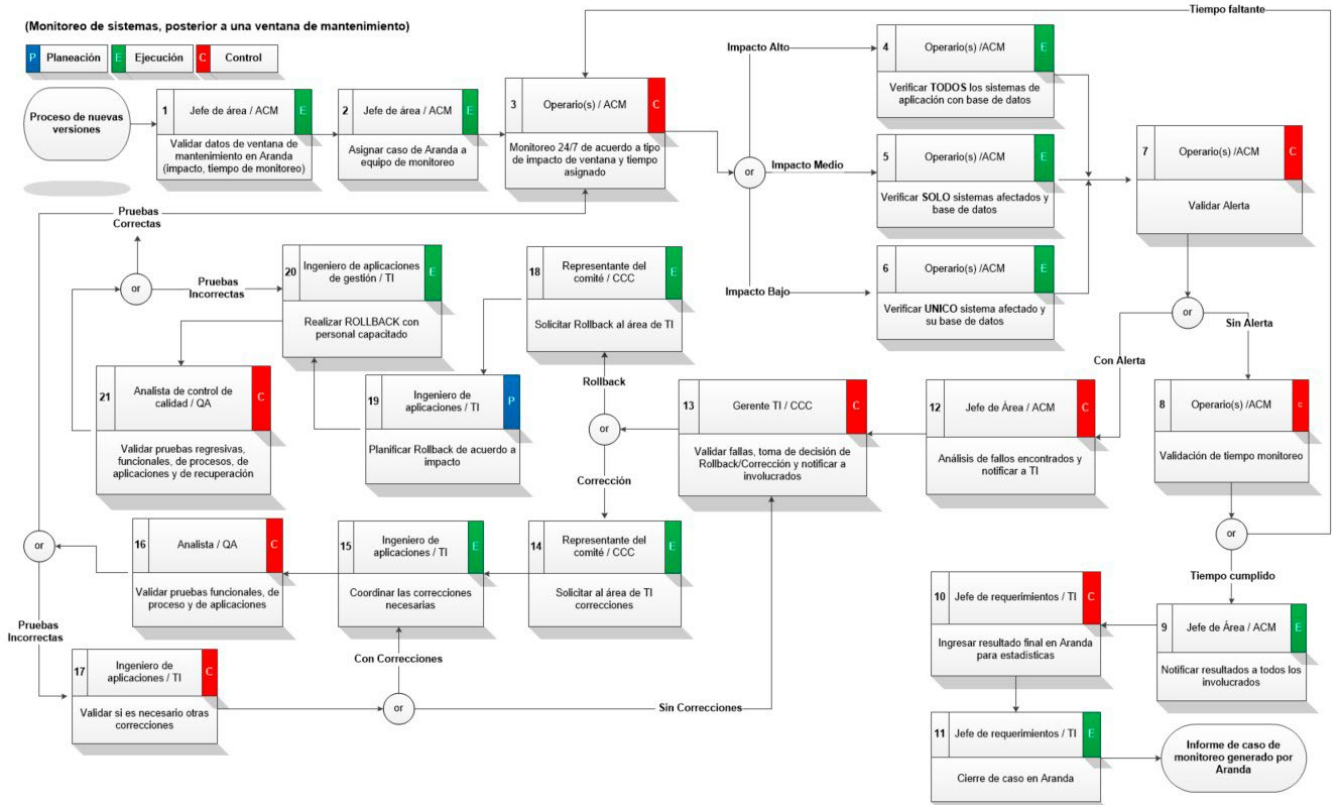 (Monitoreo de sistemas, posterior a una ventana de mantenimiento)
P Planeación E Ejecución C Control
Proceso de nuevas
versiones
1 Jefe de área / ACM E
Validar datos de ventana de
mantenimiento en Aranda
(impacto, tiempo de monitoreo)
2 Jefe de área / ACM E
Asignar caso de Aranda a
equipo de monitoreo
3 Operario(s) / ACM C
Monitoreo 24/7 de acuerdo a tipo
de impacto de ventana y tiempo
asignado
Tiempo faltante
or
Impacto Alto
Impacto Medio
Impacto Bajo
4 Operario(s) /ACM E
Verificar TODOS los sistemas de
aplicación con base de datos
5 Operario(s) /ACM E
Verificar SOLO sistemas afectados y
base de datos
6 Operario(s) /ACM E
Verificar UNICO sistema afectado y
su base de datos
7 Operario(s) /ACM C
Validar Alerta
or
Sin Alerta
Con Alerta
8 Operario(s) /ACM C
Validación de tiempo monitoreo
or
Tiempo cumplido
9 Jefe de Área / ACM E
Notificar resultados a todos los
involucrados
10 Jefe de requerimientos / TI C
Ingresar resultado final en Aranda
para estadísticas
11 Jefe de requerimientos / TI E
Cierre de caso en Aranda
Informe de caso de
monitoreo generado por
Aranda
12 Jefe de Área / ACM C
Análisis de fallos encontrados y
notificar a TI
13 Gerente TI / CCC C
Validar fallas, toma de decisión de
Rollback/Corrección y notificar a
involucrados
or
Rollback
Corrección
14 Representante del
comité / CCC E
Solicitar al área de TI
correcciones
15 Ingeniero de
aplicaciones / TI E
Coordinar las correcciones
necesarias
16 Analista / QA C
Validar pruebas funcionales, de
proceso y de aplicaciones
or
Pruebas
Incorrectas
17 Ingeniero de
aplicaciones / TI C
Validar si es necesario otras
correcciones
or
Con Correcciones
Sin Correcciones
18 Representante del
comité / CCC E
Solicitar Rollback al área de TI
19 Ingeniero de
aplicaciones / TI P
Planificar Rollback de acuerdo a
impacto
20 Ingeniero de aplicaciones
de gestión / TI E
Realizar ROLLBACK con
personal capacitado
21 Analista de control de
calidad / QA C
Validar pruebas regresivas,
funcionales, de procesos, de
aplicaciones y de recuperación
or
Pruebas
Correctas
Pruebas
Incorrectas